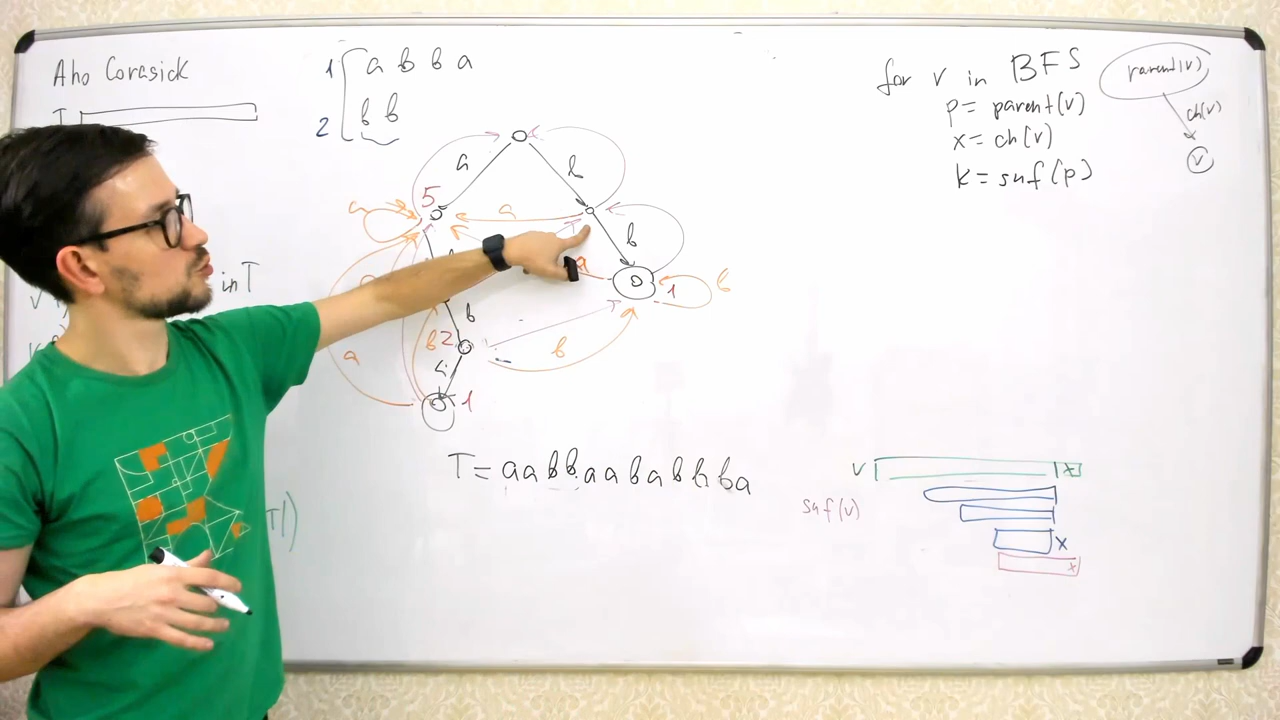 Aho Corasick
T
1 a b b a
2 b b
for v in BFS
p = parent(v)
x = ch(v)
k = suf(p)
parent(v)
ch(v)
v
a
b
5
a
a
b
a
1
b
in T
b
b 2
b
a
a
1
T = aabbaababbba
v
x
suf(v)
x
x
T|)